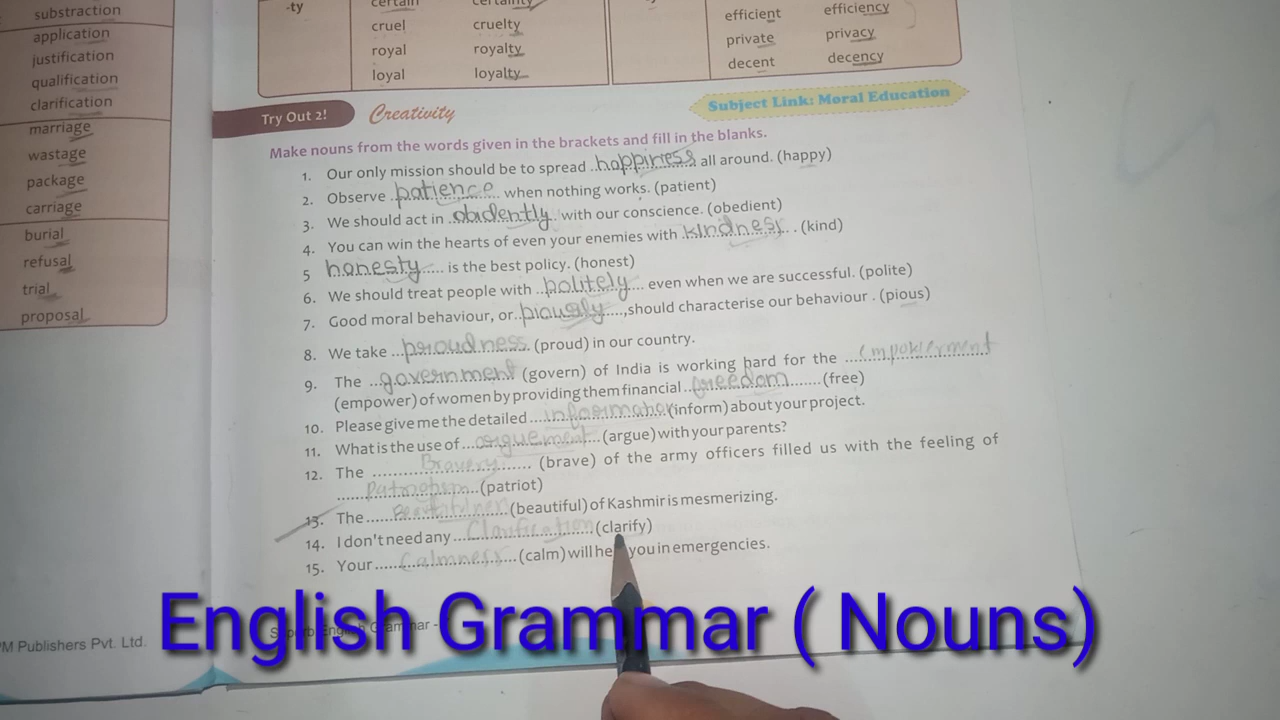 substraction
application
justification
qualification
clarification
marriage
wastage
package
carriage
burial
refusal
trial
proposal
-ty certain certainty
cruel cruelty
royal royalty
loyal loyalty
efficient efficiency
private privacy
decent decency
Try Out 2! Creativity Subject Link: Moral Education
Make nouns from the words given in the brackets and fill in the blanks.
1. Our only mission should be to spread happiness all around. (happy)
2. Observe patience when nothing works. (patient)
3. We should act in obidently with our conscience. (obedient)
4. You can win the hearts of even your enemies with kindness. (kind)
5 honesty is the best policy. (honest)
6. We should treat people with politely even when we are successful. (polite)
7. Good moral behaviour, or piously, should characterise our behaviour . (pious)
8. We take proudness (proud) in our country.
9. The government (govern) of India is working hard for the empowerment
(empower) of women by providing them financial freedom (free)
10. Please give me the detailed information (inform) about your project.
11. What is the use of arguement (argue) with your parents?
12. The Bravery (brave) of the army officers filled us with the feeling of
Patriotism (patriot)
13. The (beautiful) of Kashmir is mesmerizing.
14. I don't need any Clarification (clarify)
15. Your Calmness (calm) will you in emergencies.
PM Publishers Pvt. Ltd.
English Grammar ( Nouns)